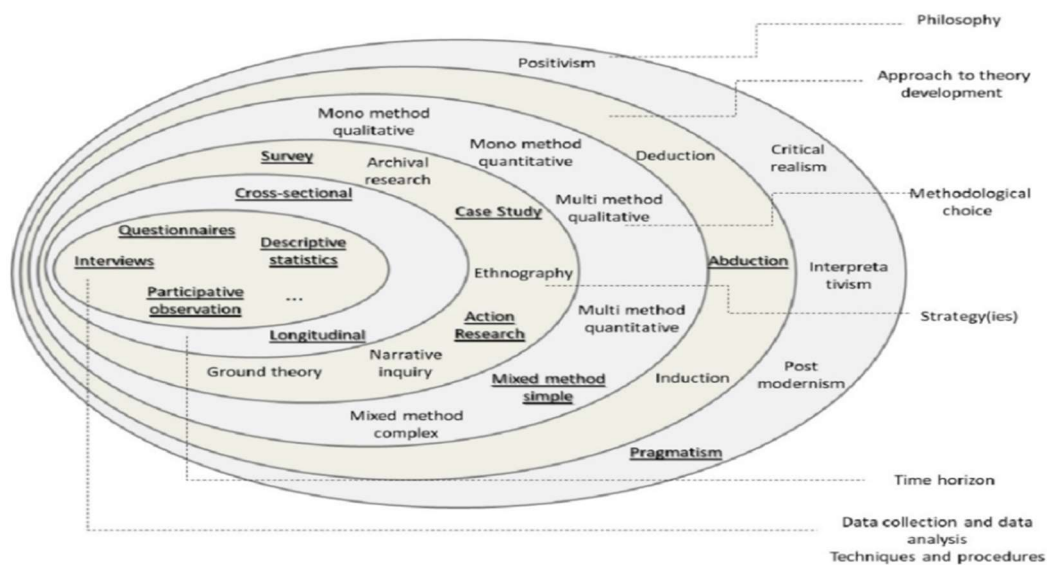 Philosophy
Positivism
Approach to theory
development
Mono method
qualitative
Mono method
quantitative
Survey
Archival
research
Deduction
Critical
realism
Cross-sectional
Multi method
qualitative
Methodological
choice
Case Study
Questionnaires
Descriptive
statistics
Interviews
Abduction
Ethnography
Interpreta
tivism
Participative
observation
...
Multi method
quantitative
Strategy(ies)
Action
Research
Longitudinal
Narrative
inquiry
Ground theory
Mixed method
simple
Induction
Post
modernism
Mixed method
complex
Pragmatism
Time horizon
Data collection and data
analysis
Techniques and procedures